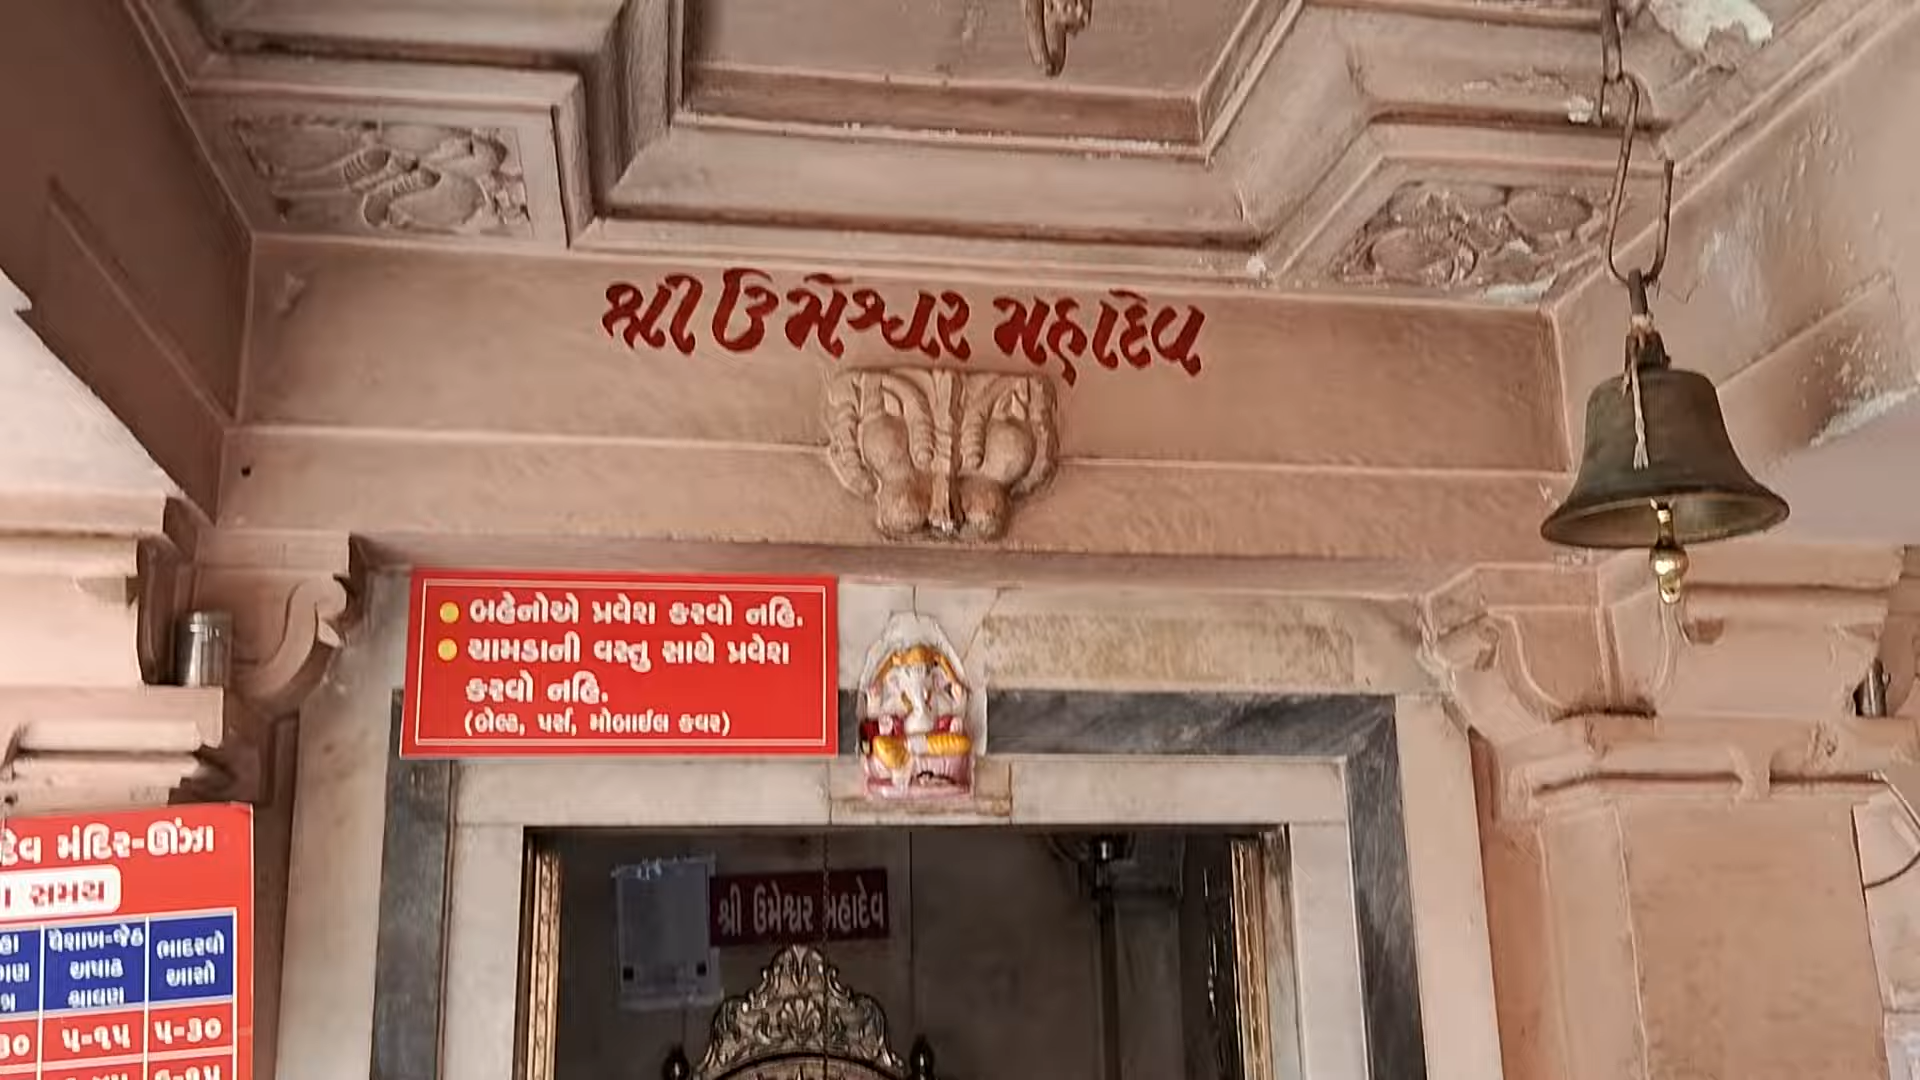 શ્રી ઉમેશ્વર મહાદેવ
બહેનોએ પ્રવેશ કરવો નહિ.
ચામડાની વસ્તુ સાથે પ્રવેશ
કરવો નહિ.
(બેલ્ટ, પર્સ, મોબાઈલ કવર)
દેવ મંદિર-ઊંઝા
સમય
વૈશાખ-જેઠ
અષાઢ
શ્રાવણ
ભાદરવો
આસો
૩૦ ૫-૧૫ ૫-૩૦
શ્રી ઉમેશ્વર મહાદેવ